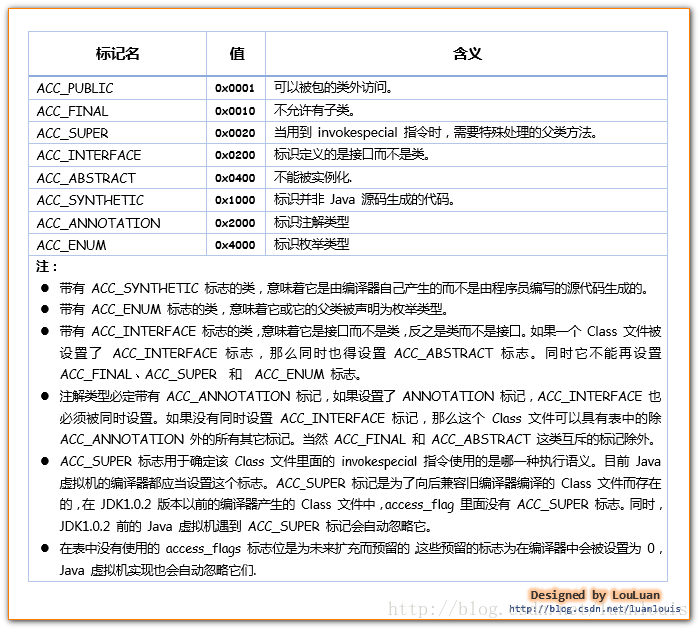 标记名 值 含义
ACC_PUBLIC 0x0001 可以被包的类外访问。
ACC_FINAL 0x0010 不允许有子类。
ACC_SUPER 0x0020 当用到 invokespecial 指令时，需要特殊处理的父类方法。
ACC_INTERFACE 0x0200 标识定义的是接口而不是类。
ACC_ABSTRACT 0x0400 不能被实例化.
ACC_SYNTHETIC 0x1000 标识并非 Java 源码生成的代码。
ACC_ANNOTATION 0x2000 标识注解类型
ACC_ENUM 0x4000 标识枚举类型
注：
● 带有 ACC_SYNTHETIC 标志的类，意味着它是由编译器自己产生的而不是由程序员编写的源代码生成的。
● 带有 ACC_ENUM 标志的类，意味着它或它的父类被声明为枚举类型。
● 带有 ACC_INTERFACE 标志的类，意味着它是接口而不是类，反之是类而不是接口。如果一个 Class 文件被
设置了 ACC_INTERFACE 标志，那么同时也得设置 ACC_ABSTRACT 标志。同时它不能再设置
ACC_FINAL、ACC_SUPER 和 ACC_ENUM 标志。
● 注解类型必定带有 ACC_ANNOTATION 标记，如果设置了 ANNOTATION 标记，ACC_INTERFACE 也
必须被同时设置。如果没有同时设置 ACC_INTERFACE 标记，那么这个 Class 文件可以具有表中的除
ACC_ANNOTATION 外的所有其它标记。当然 ACC_FINAL 和 ACC_ABSTRACT 这类互斥的标记除外。
● ACC_SUPER 标志用于确定该 Class 文件里面的 invokespecial 指令使用的是哪一种执行语义。目前 Java
虚拟机的编译器都应当设置这个标志。ACC_SUPER 标记是为了向后兼容旧编译器编译的 Class 文件而存在
的，在 JDK1.0.2 版本以前的编译器产生的 Class 文件中，access_flag 里面没有 ACC_SUPER 标志。同时，
JDK1.0.2 前的 Java 虚拟机遇到 ACC_SUPER 标记会自动忽略它。
● 在表中没有使用的 access_flags 标志位是为未来扩充而预留的,这些预留的标志为在编译器中会被设置为 0，
Java 虚拟机实现也会自动忽略它们.
Designed by LouLuan
http://blog.csdn.net/luanlouis
http://blog.csdn.net/luanlouis